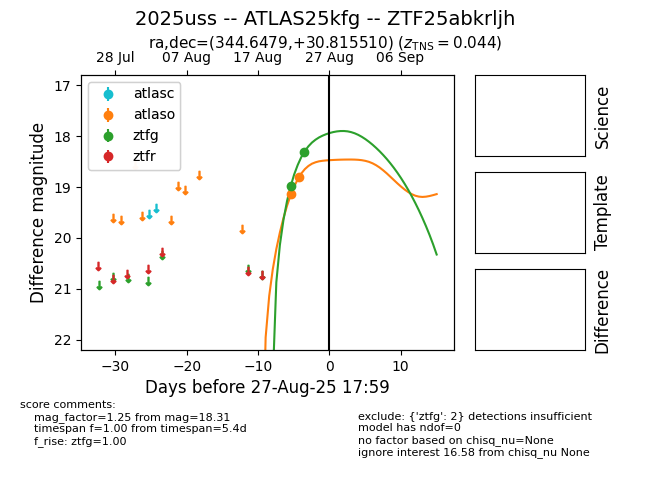 2025uss -- ATLAS25kfg -- ZTF25abkrljh
ra,dec=(344.6479,+30.815510) (z_TNS = 0.044)
28 Jul 07 Aug 17 Aug 27 Aug 06 Sep
atlasc
atlaso
ztfg
ztfr
17
18
19
20
21
22
Difference magnitude
−30 −20 −10 0 10
Days before 27-Aug-25 17:59
Science
Template
Difference
score comments:
mag_factor=1.25 from mag=18.31
timespan f=1.00 from timespan=5.4d
f_rise: ztfg=1.00
exclude: {'ztfg': 2} detections insufficient
model has ndof=0
no factor based on chisq_nu=None
ignore interest 16.58 from chisq_nu None